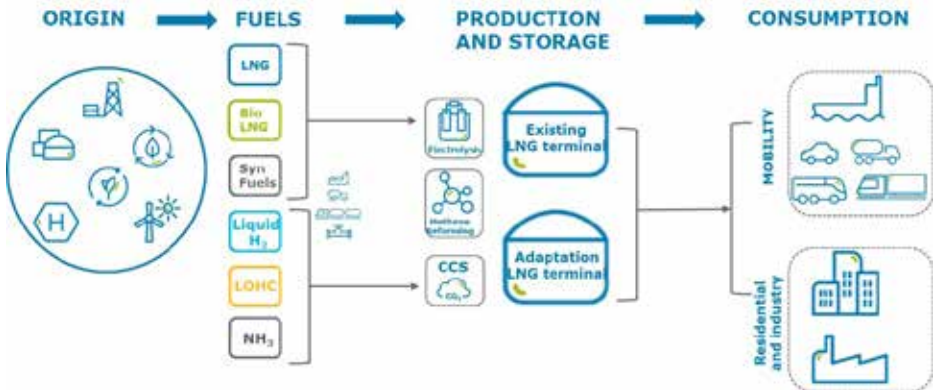 ORIGIN
FUELS
PRODUCTION
AND STORAGE
CONSUMPTION
LNG
Bio
LNG
Syn
Fuels
Liquid
H₂
LOHC
NH₃
H
Electrolysis
Methane
Reforming
CCS
CO₂
Existing
LNG terminal
Adaptation
LNG terminal
MOBILITY
Residential
and industry